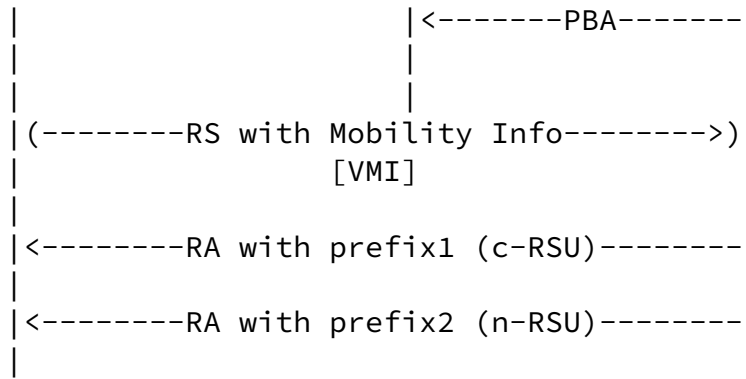 |                   |<-------PBA-------
|                   |
|                   |
|(--------RS with Mobility Info-------->)
|               [VMI]
|
|<--------RA with prefix1 (c-RSU)--------
|
|<--------RA with prefix2 (n-RSU)--------
|